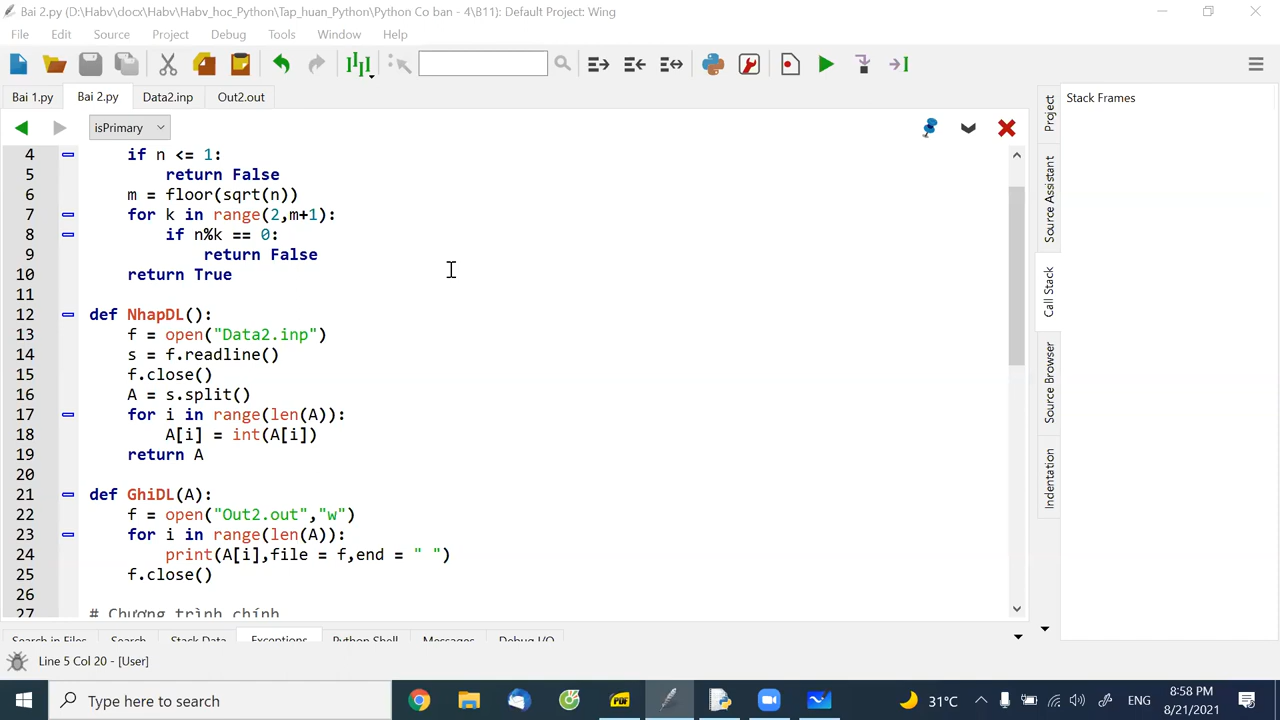 Bai 2.py (D:\Habv\docx\Habv\Habv_hoc_Python\Tap_huan_Python\Python Co ban - 4\B11): Default Project: Wing
File Edit Source Project Debug Tools Window Help
Bai 1.py Bai 2.py Data2.inp Out2.out
isPrimary
Stack Frames
4 if n <= 1:
5 return False
6 m = floor(sqrt(n))
7 for k in range(2,m+1):
8 if n%k == 0:
9 return False
10 return True
11
12 def NhapDL():
13 f = open("Data2.inp")
14 s = f.readline()
15 f.close()
16 A = s.split()
17 for i in range(len(A)):
18 A[i] = int(A[i])
19 return A
20
21 def GhiDL(A):
22 f = open("Out2.out","w")
23 for i in range(len(A)):
24 print(A[i],file = f,end = " ")
25 f.close()
26
27 # Chương trình chính
Project
Source Assistant
Call Stack
Source Browser
Indentation
Search in Files Search Stack Data Exceptions Python Shell Messages Debug I/O
Line 5 Col 20 - [User]
Type here to search
PDF
31°C ENG 8:58 PM
8/21/2021